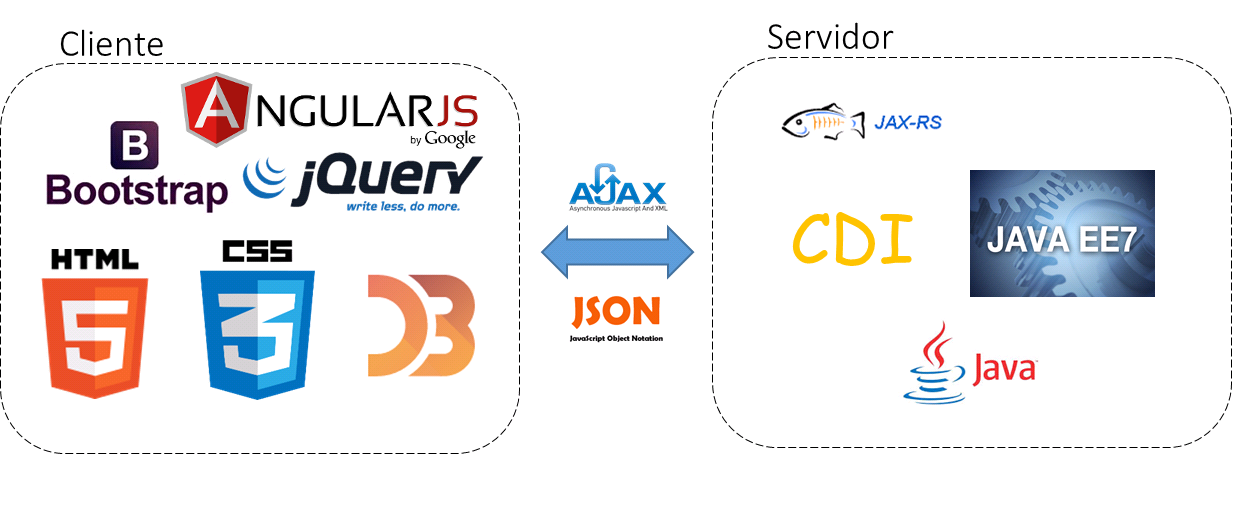 Cliente
ANGULARJS
by Google
B
Bootstrap
jQuery
write less, do more.
HTML
5
CSS
3
D3
AJAX
Asynchronous Javascript And XML
JSON
JavaScript Object Notation
Servidor
JAX-RS
CDI
JAVA EE7
Java